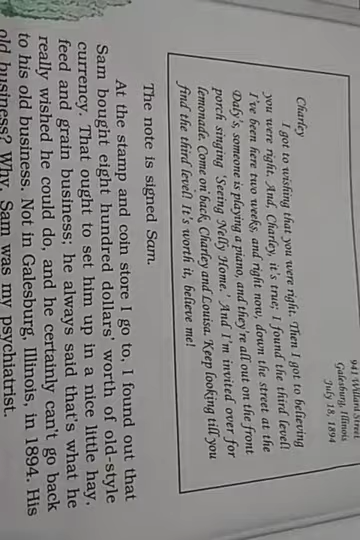 941 Willard Street
Galesburg, Illinois
July 18, 1894
Charley
I got to wishing that you were right. Then I got to believing
you were right. And, Charley, it's true; I found the third level!
I've been here two weeks, and right now, down the street at the
Daly's, someone is playing a piano, and they're all out on the front
porch singing 'Seeing Nelly Home.' And I'm invited over for
lemonade. Come on back, Charley and Louisa. Keep looking till you
find the third level! It's worth it, believe me!
The note is signed Sam.
At the stamp and coin store I go to, I found out that
Sam bought eight hundred dollars' worth of old-style
currency. That ought to set him up in a nice little hay,
feed and grain business; he always said that's what he
really wished he could do, and he certainly can't go back
to his old business. Not in Galesburg, Illinois, in 1894. His
old business? Why, Sam was my psychiatrist.